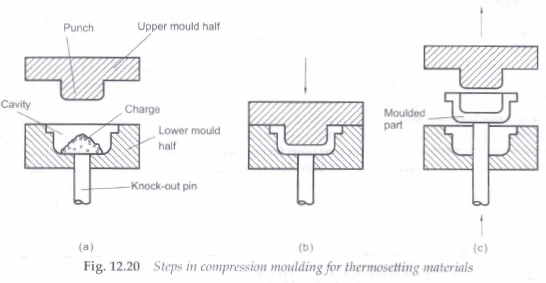 Punch
Upper mould half
Cavity
Charge
Lower mould
half
Knock-out pin
Moulded
part
(a)
(b)
(c)
Fig. 12.20 Steps in compression moulding for thermosetting materials